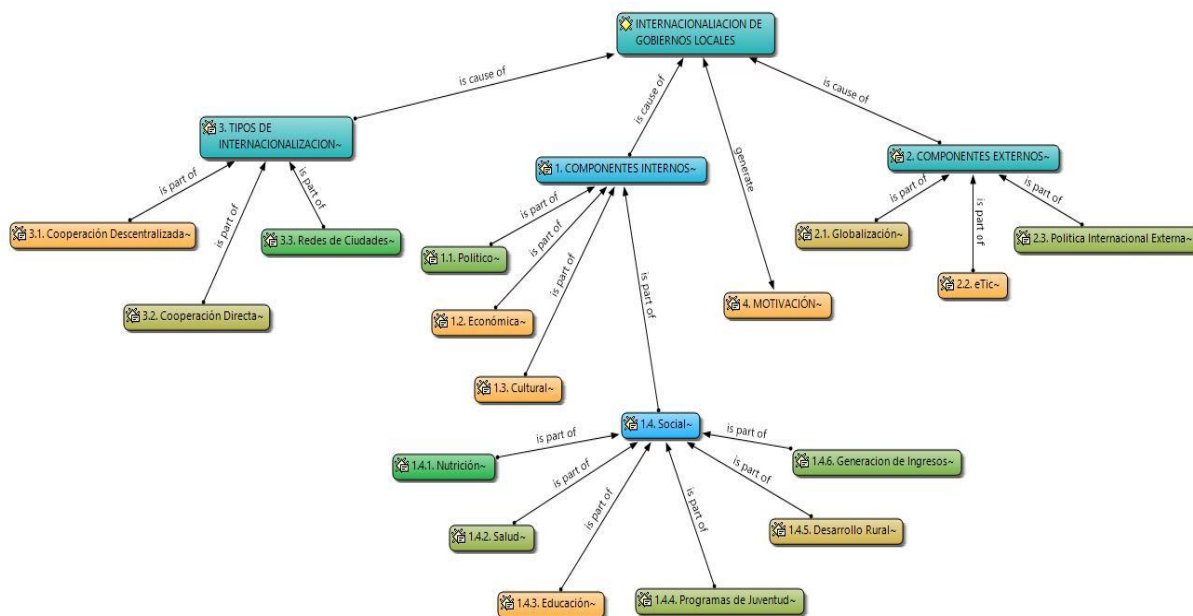 INTERNACIONALIACION DE
GOBIERNOS LOCALES
is cause of
is cause of
is cause of
generate
3. TIPOS DE
INTERNACIONALIZACION~
1. COMPONENTES INTERNOS~
2. COMPONENTES EXTERNOS~
is part of
is part of
is part of
3.1. Cooperación Descentralizada~
3.3. Redes de Ciudades~
3.2. Cooperación Directa~
is part of
is part of
is part of
is part of
1.1. Politico~
1.2. Económica~
1.3. Cultural~
4. MOTIVACIÓN~
is part of
is part of
is part of
2.1. Globalización~
2.3. Politica Internacional Externa~
2.2. eTic~
1.4. Social~
is part of
is part of
is part of
is part of
is part of
is part of
1.4.1. Nutrición~
1.4.6. Generacion de Ingresos~
1.4.2. Salud~
1.4.5. Desarrollo Rural~
1.4.3. Educación~
1.4.4. Programas de Juventud~